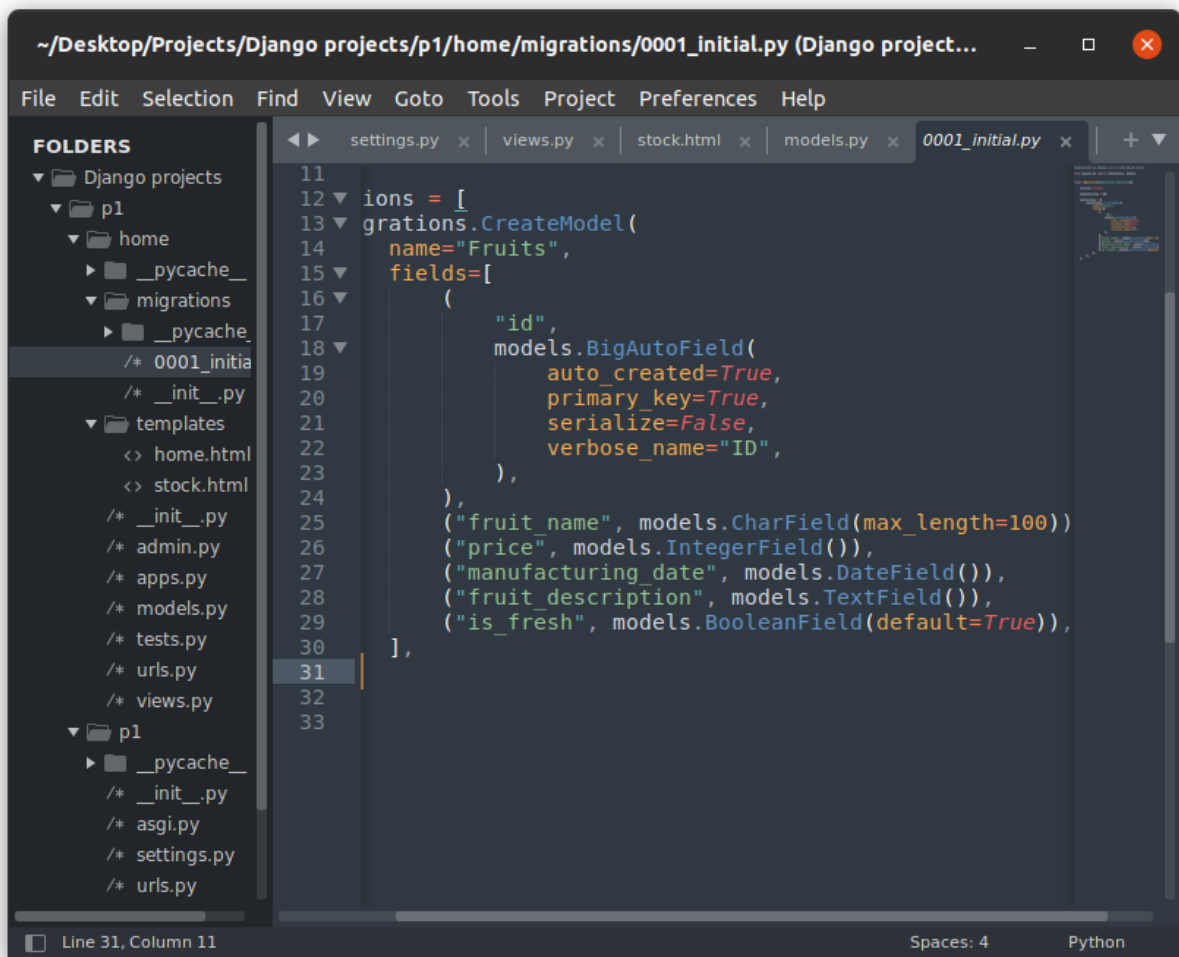 ~/Desktop/Projects/Django projects/p1/home/migrations/0001_initial.py (Django project...
File Edit Selection Find View Goto Tools Project Preferences Help
FOLDERS
Django projects
p1
home
__pycache__
migrations
__pycache_
/* 0001_initia
/* __init__.py
templates
<> home.html
<> stock.html
/* __init__.py
/* admin.py
/* apps.py
/* models.py
/* tests.py
/* urls.py
/* views.py
p1
__pycache__
/* __init__.py
/* asgi.py
/* settings.py
/* urls.py
settings.py × views.py × stock.html × models.py × 0001_initial.py ×
11
12 ions = [
13 grations.CreateModel(
14 name="Fruits",
15 fields=[
16 (
17 "id",
18 models.BigAutoField(
19 auto_created=True,
20 primary_key=True,
21 serialize=False,
22 verbose_name="ID",
23 ),
24 ),
25 ("fruit_name", models.CharField(max_length=100))
26 ("price", models.IntegerField()),
27 ("manufacturing_date", models.DateField()),
28 ("fruit_description", models.TextField()),
29 ("is_fresh", models.BooleanField(default=True)),
30 ],
31
32
33
Line 31, Column 11 Spaces: 4 Python